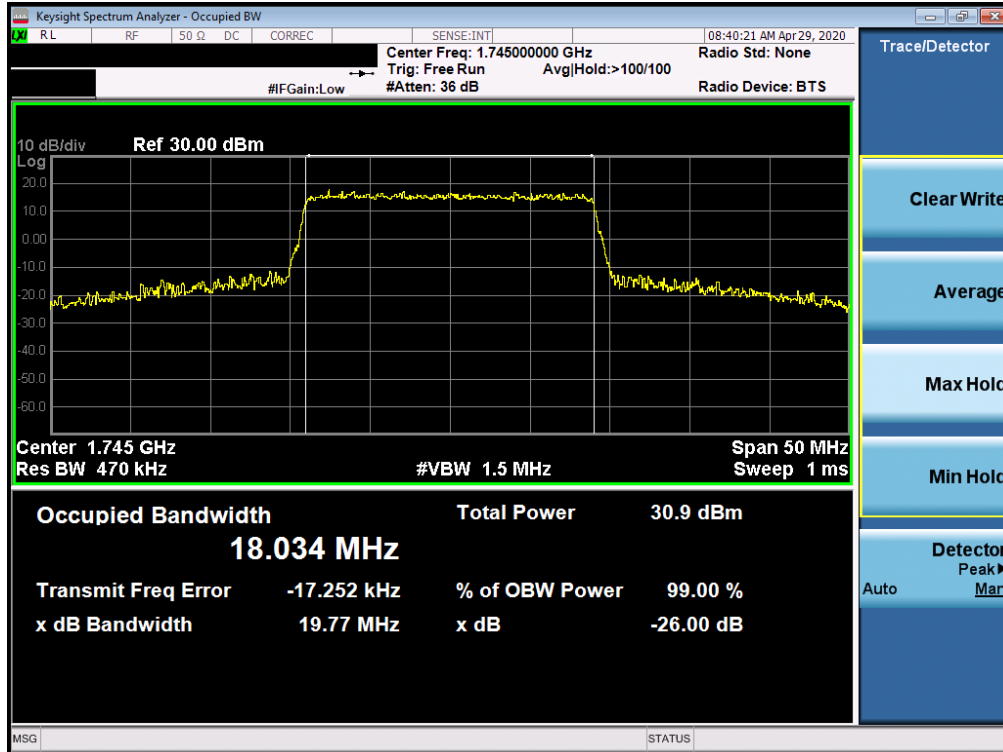 Keysight Spectrum Analyzer - Occupied BW
LXI RL RF 50 Ω DC CORREC SENSE:INT 08:40:21 AM Apr 29, 2020
Center Freq: 1.745000000 GHz Radio Std: None
Trig: Free Run Avg|Hold:>100/100
#IFGain:Low #Atten: 36 dB Radio Device: BTS
10 dB/div Ref 30.00 dBm
Log
20.0
10.0
0.00
-10.0
-20.0
-30.0
-40.0
-50.0
-60.0
Center 1.745 GHz Span 50 MHz
Res BW 470 kHz #VBW 1.5 MHz Sweep 1 ms
Occupied Bandwidth Total Power 30.9 dBm
18.034 MHz
Transmit Freq Error -17.252 kHz % of OBW Power 99.00 %
x dB Bandwidth 19.77 MHz x dB -26.00 dB
MSG STATUS
Trace/Detector
Clear Write
Average
Max Hold
Min Hold
Detector
Peak
Auto Man